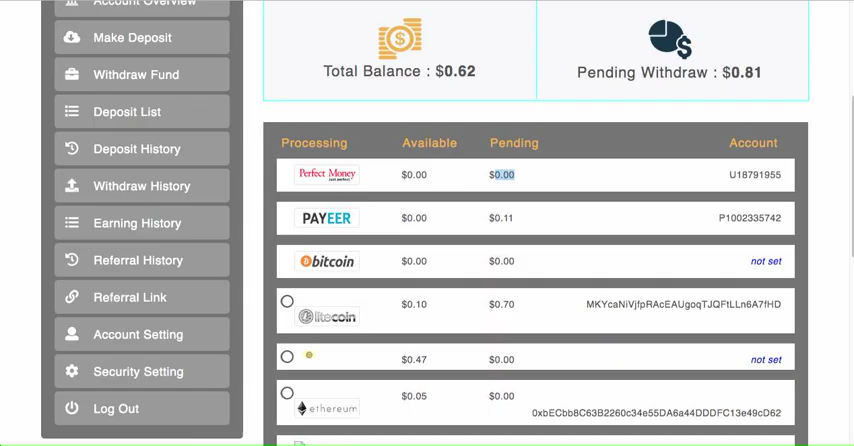 Account Overview
Make Deposit
Withdraw Fund
Deposit List
Deposit History
Withdraw History
Earning History
Referral History
Referral Link
Account Setting
Security Setting
Log Out
Total Balance : $0.62
Pending Withdraw : $0.81
Processing Available Pending Account
Perfect Money $0.00 $0.00 U18791955
just perfect
PAYEER $0.00 $0.11 P1002335742
bitcoin $0.00 $0.00 not set
litecoin $0.10 $0.70 MKYcaNiVjfpRAcEAUgoqTJQFtLLn6A7fHD
$0.47 $0.00 not set
ethereum $0.05 $0.00
0xbECbb8C63B2260c34e55DA6a44DDDFC13e49cD62